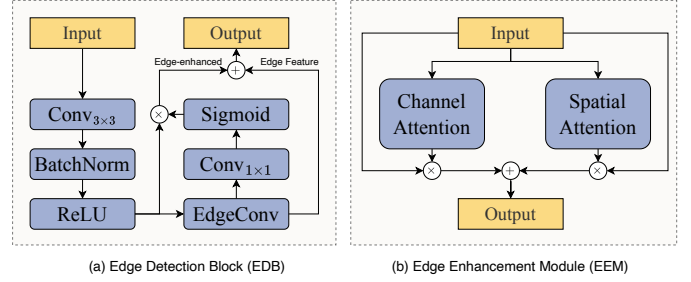 Input
Output
Edge-enhanced
Edge Feature
+
×
Conv3×3
Sigmoid
BatchNorm
Conv1×1
ReLU
EdgeConv
(a) Edge Detection Block (EDB)
Input
Channel
Attention
Spatial
Attention
×
+
×
Output
(b) Edge Enhancement Module (EEM)